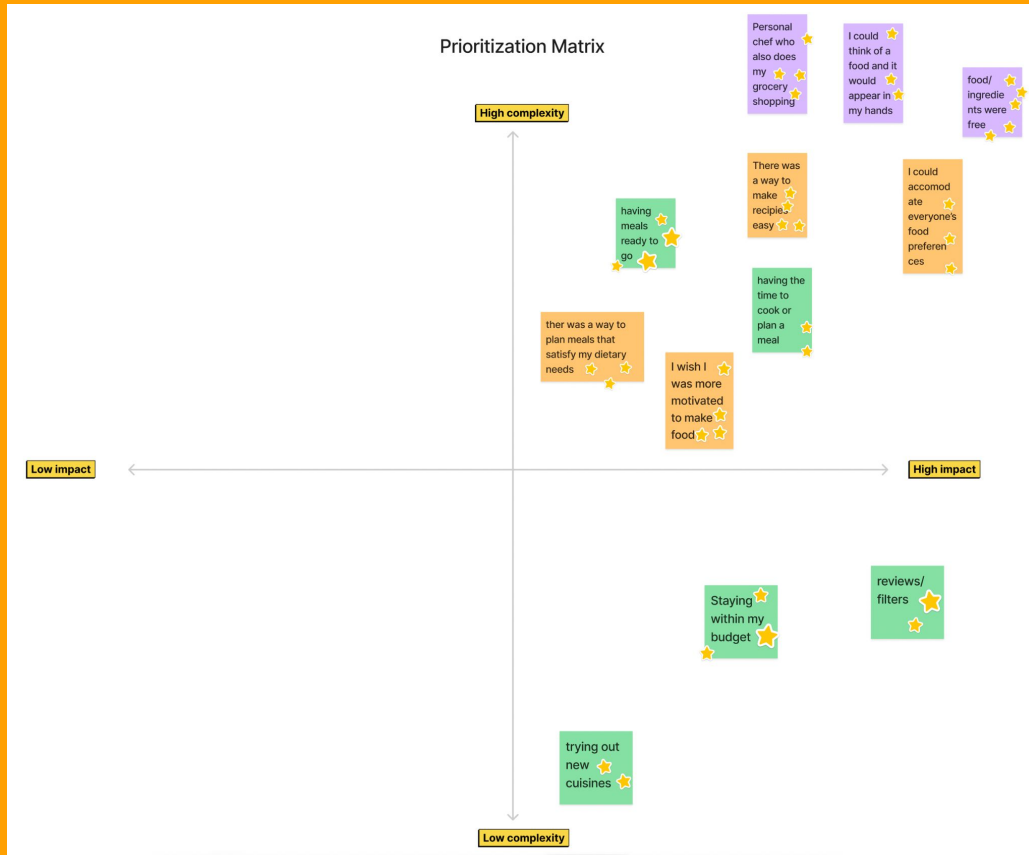 Prioritization Matrix
Personal
chef who
also does
my
grocery
shopping
I could
think of a
food and it
would
appear in
my hands
food/
ingredie
nts were
free
High complexity
There was
a way to
make
recipies
easy
I could
accomod
ate
everyone's
food
preferen
ces
having
meals
ready to
go
having the
time to
cook or
plan a
meal
ther was a way to
plan meals that
satisfy my dietary
needs
I wish I
was more
motivated
to make
food
Low impact
High impact
reviews/
filters
Staying
within my
budget
trying out
new
cuisines
Low complexity